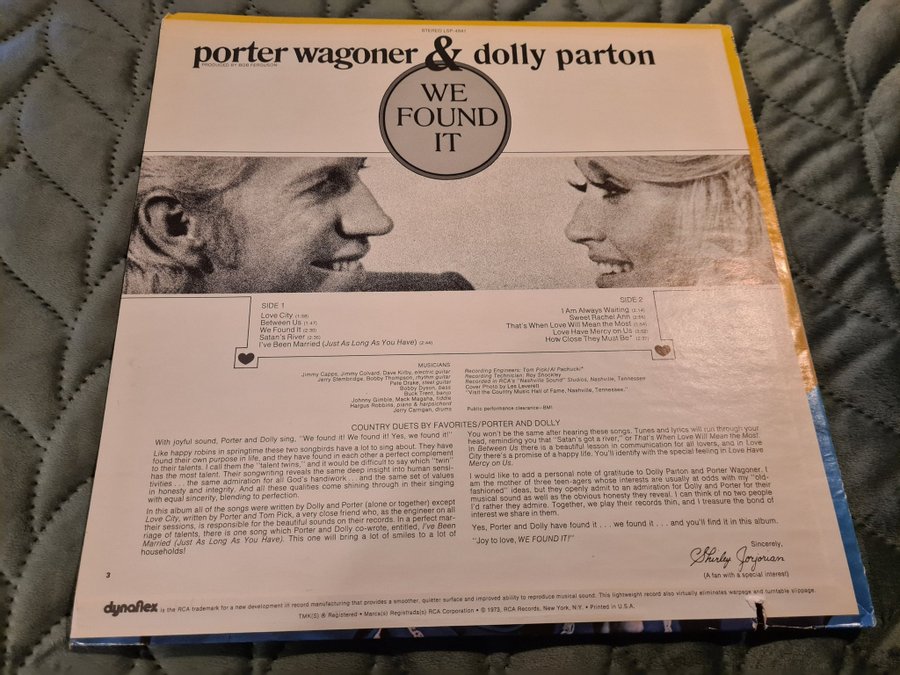 STEREO LSP-4841
porter wagoner & dolly parton
PRODUCED BY BOB FERGUSON
WE
FOUND
IT
SIDE 1
Love City (1:58)
Between Us (1:47)
We Found It (2:30)
Satan's River (2:30)
I've Been Married (Just As Long As You Have) (2:44)
SIDE 2
I Am Always Waiting (2:14)
Sweet Rachel Ann (2:55)
That's When Love Will Mean the Most (1:54)
Love Have Mercy on Us (2:02)
How Close They Must Be*
MUSICIANS
Jimmy Capps, Jimmy Colvard, Dave Kirby, electric guitar
Jerry Stembridge, Bobby Thompson, rhythm guitar
Pete Drake, steel guitar
Bobby Dyson, bass
Buck Trent, banjo
Johnny Gimble, Mack Magaha, fiddle
Hargus Robbins, piano & harpsichord
Jerry Carrigan, drums
Recording Engineers: Tom Pick/Al Pachucki*
Recording Technician: Roy Shockley
Recorded in RCA's "Nashville Sound" Studios, Nashville, Tennessee
Cover Photo by Les Leverett
"Visit the Country Music Hall of Fame, Nashville, Tennessee."
Public performance clearance—BMI
COUNTRY DUETS BY FAVORITES/PORTER AND DOLLY
With joyful sound, Porter and Dolly sing, "We found it! We found it! Yes, we found it!"
Like happy robins in springtime these two songbirds have a lot to sing about. They have
found their own purpose in life, and they have found in each other a perfect complement
to their talents. I call them the "talent twins," and it would be difficult to say which "twin"
has the most talent. Their songwriting reveals the same deep insight into human sensi-
tivities . . . the same admiration for all God's handiwork . . . and the same set of values
in honesty and integrity. And all these qualities come shining through in their singing
with equal sincerity, blending to perfection.
In this album all of the songs were written by Dolly and Porter (alone or together) except
Love City, written by Porter and Tom Pick, a very close friend who, as the engineer on all
their sessions, is responsible for the beautiful sounds on their records. In a perfect mar-
riage of talents, there is one song which Porter and Dolly co-wrote, entitled, I've Been
Married (Just As Long As You Have). This one will bring a lot of smiles to a lot of
households!
You won't be the same after hearing these songs. Tunes and lyrics will run through your
head, reminding you that "Satan's got a river," or That's When Love Will Mean the Most.
In Between Us there is a beautiful lesson in communication for all lovers, and in Love
City there's a promise of a happy life. You'll identify with the special feeling in Love Have
Mercy on Us.
I would like to add a personal note of gratitude to Dolly Parton and Porter Wagoner. I
am the mother of three teen-agers whose interests are usually at odds with my "old-
fashioned" ideas, but they openly admit to an admiration for Dolly and Porter for their
musical sound as well as the obvious honesty they reveal. I can think of no two people
I'd rather they admire. Together, we play their records thin, and I treasure the bond of
interest we share in them.
Yes, Porter and Dolly have found it . . . we found it . . . and you'll find it in this album.
"Joy to love, WE FOUND IT!"
Sincerely,
Shirley Jorjorian
(A fan with a special interest)
3
dynaflex is the RCA trademark for a new development in record manufacturing that provides a smoother, quieter surface and improved ability to reproduce musical sound. This lightweight record also virtually eliminates warpage and turntable slippage.
TMK(S) ® Registered • Marca(s) Registrada(s) RCA Corporation • © 1973, RCA Records, New York, N.Y. • Printed in U.S.A.